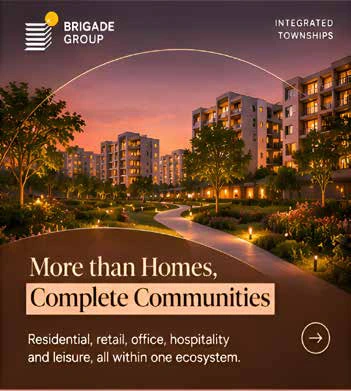 BRIGADE
GROUP
INTEGRATED
TOWNSHIPS
More than Homes,
Complete Communities
Residential, retail, office, hospitality
and leisure, all within one ecosystem.